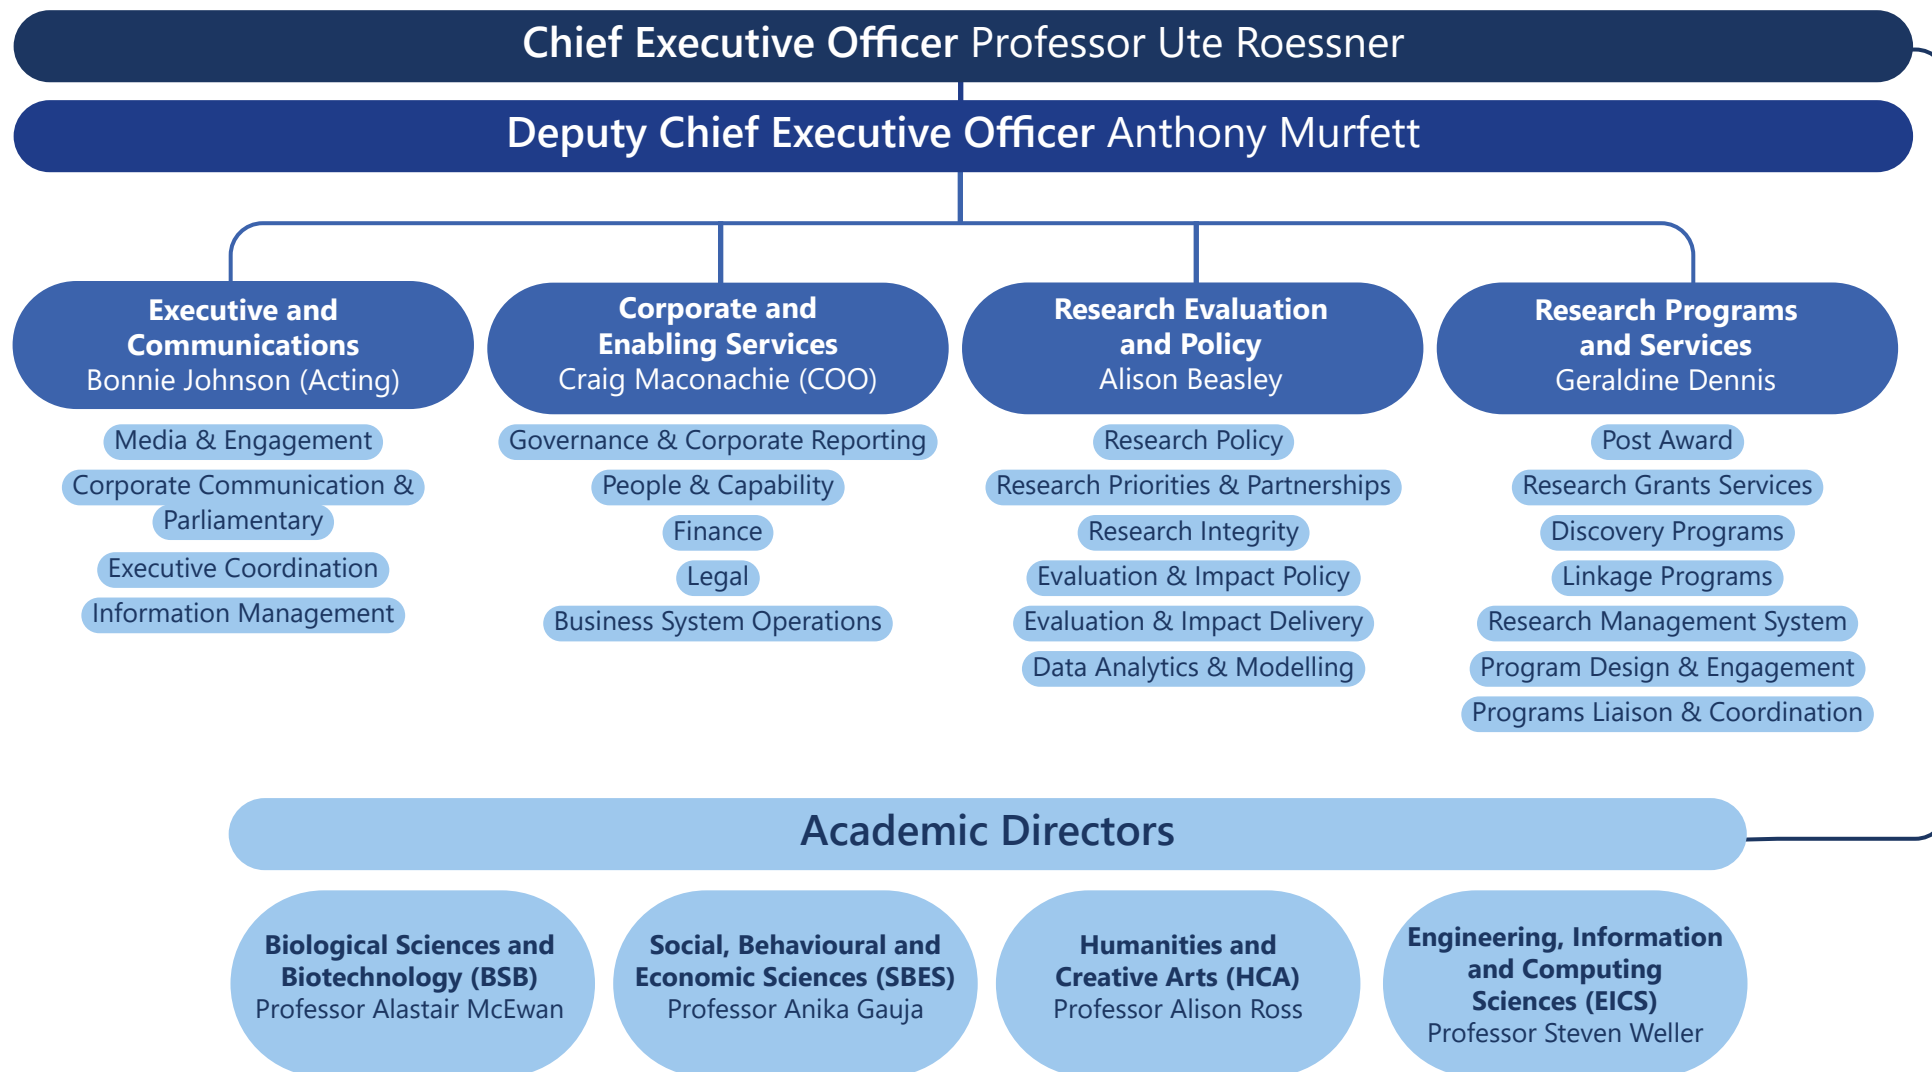 Chief Executive Officer Professor Ute Roessner
Deputy Chief Executive Officer Anthony Murfett
Executive and
Communications
Bonnie Johnson (Acting)
Media & Engagement
Corporate Communication &
Parliamentary
Executive Coordination
Information Management
Corporate and
Enabling Services
Craig Maconachie (COO)
Governance & Corporate Reporting
People & Capability
Finance
Legal
Business System Operations
Research Evaluation
and Policy
Alison Beasley
Research Policy
Research Priorities & Partnerships
Research Integrity
Evaluation & Impact Policy
Evaluation & Impact Delivery
Data Analytics & Modelling
Research Programs
and Services
Geraldine Dennis
Post Award
Research Grants Services
Discovery Programs
Linkage Programs
Research Management System
Program Design & Engagement
Programs Liaison & Coordination
Academic Directors
Biological Sciences and
Biotechnology (BSB)
Professor Alastair McEwan
Social, Behavioural and
Economic Sciences (SBES)
Professor Anika Gauja
Humanities and
Creative Arts (HCA)
Professor Alison Ross
Engineering, Information
and Computing
Sciences (EICS)
Professor Steven Weller